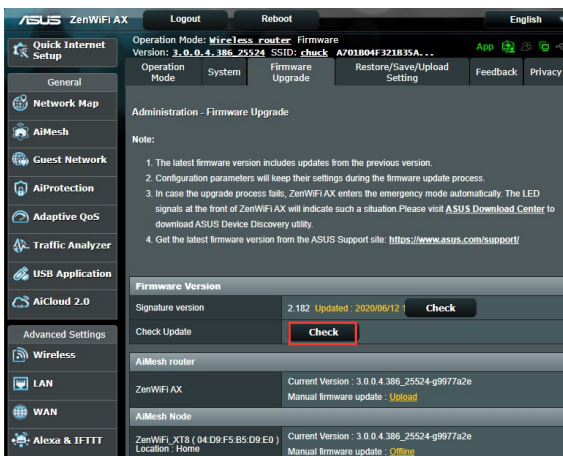 ASUS ZenWiFi AX Logout Reboot English
Quick Internet Setup
General
Network Map
AiMesh
Guest Network
AiProtection
Adaptive QoS
Traffic Analyzer
USB Application
AiCloud 2.0
Advanced Settings
Wireless
LAN
WAN
Alexa & IFTTT
Operation Mode: Wireless router Firmware
Version: 3.0.0.4.386_25524 SSID: chuck A701B04F321B35A... App
Operation Mode System Firmware Upgrade Restore/Save/Upload Setting Feedback Privacy
Administration - Firmware Upgrade
Note:
1. The latest firmware version includes updates from the previous version.
2. Configuration parameters will keep their settings during the firmware update process.
3. In case the upgrade process fails, ZenWiFi AX enters the emergency mode automatically. The LED
signals at the front of ZenWiFi AX will indicate such a situation.Please visit ASUS Download Center to
download ASUS Device Discovery utility.
4. Get the latest firmware version from the ASUS Support site: https://www.asus.com/support/
Firmware Version
Signature version 2.182 Updated : 2020/06/12 1 Check
Check Update Check
AiMesh router
ZenWiFi AX
Current Version : 3.0.0.4.386_25524-g9977a2e
Manual firmware update : Upload
AiMesh Node
ZenWiFi_XT8 ( 04:D9:F5:B5:D9:E0 )
Location : Home
Current Version : 3.0.0.4.386_25524-g9977a2e
Manual firmware update : Offline